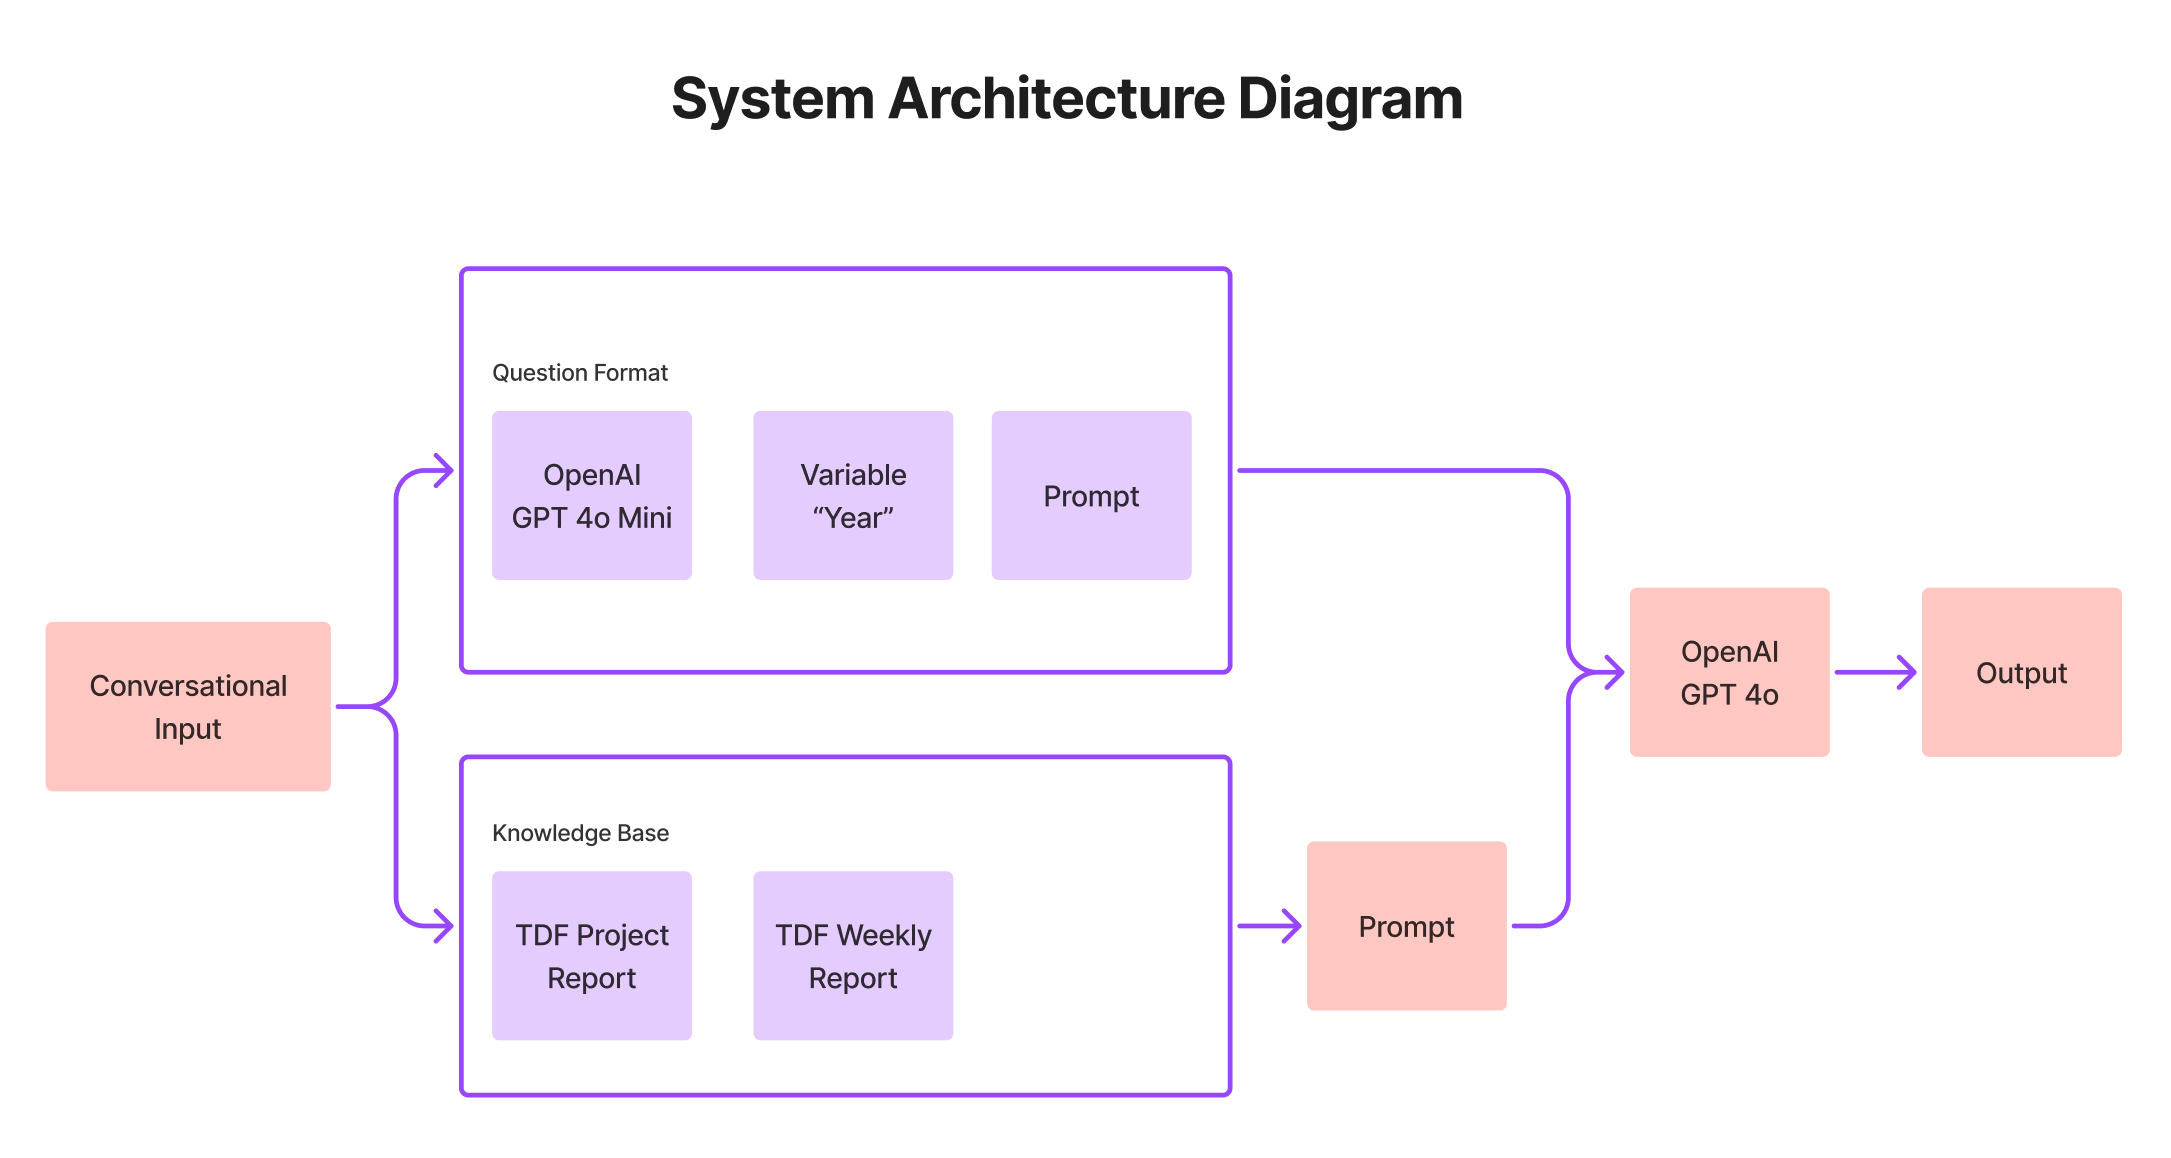 System Architecture Diagram
Question Format
OpenAI
GPT 4o Mini
Variable
“Year”
Prompt
Conversational
Input
OpenAI
GPT 4o
Output
Knowledge Base
TDF Project
Report
TDF Weekly
Report
Prompt